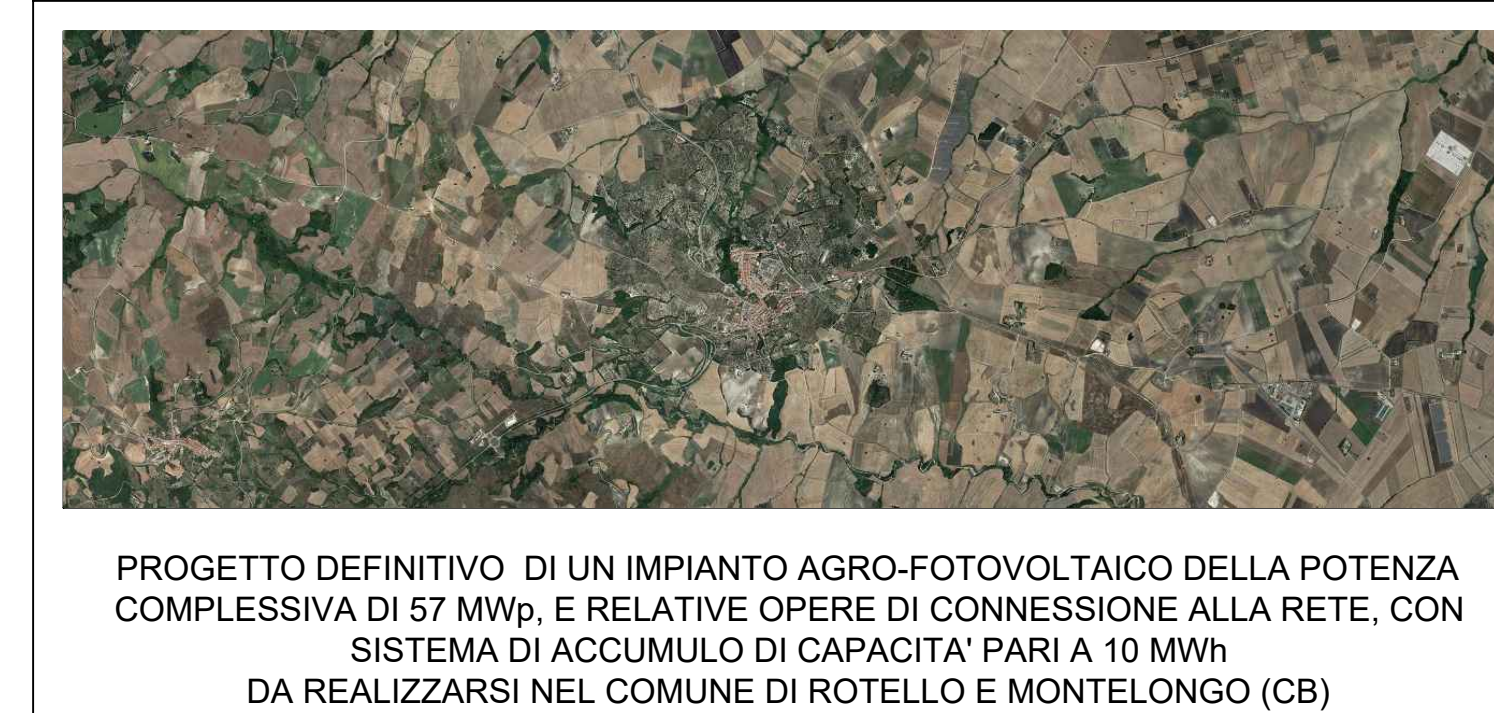 PROGETTO DEFINITIVO DI UN IMPIANTO AGRO-FOTOVOLTAICO DELLA POTENZA
COMPLESSIVA DI 57 MWp, E RELATIVE OPERE DI CONNESSIONE ALLA RETE, CON
SISTEMA DI ACCUMULO DI CAPACITA' PARI A 10 MWh
DA REALIZZARSI NEL COMUNE DI ROTELLO E MONTELONGO (CB)